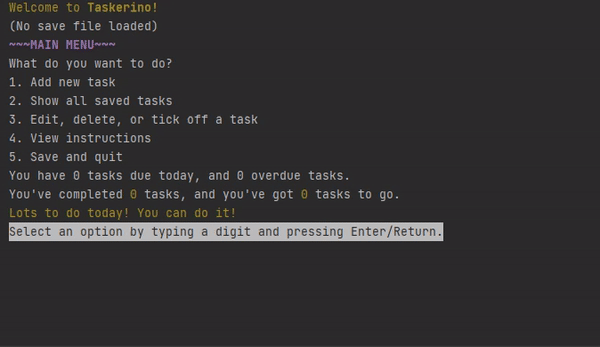 Welcome to Taskerino!
(No save file loaded)
~~~MAIN MENU~~~
What do you want to do?
1. Add new task
2. Show all saved tasks
3. Edit, delete, or tick off a task
4. View instructions
5. Save and quit
You have 0 tasks due today, and 0 overdue tasks.
You've completed 0 tasks, and you've got 0 tasks to go.
Lots to do today! You can do it!
Select an option by typing a digit and pressing Enter/Return.